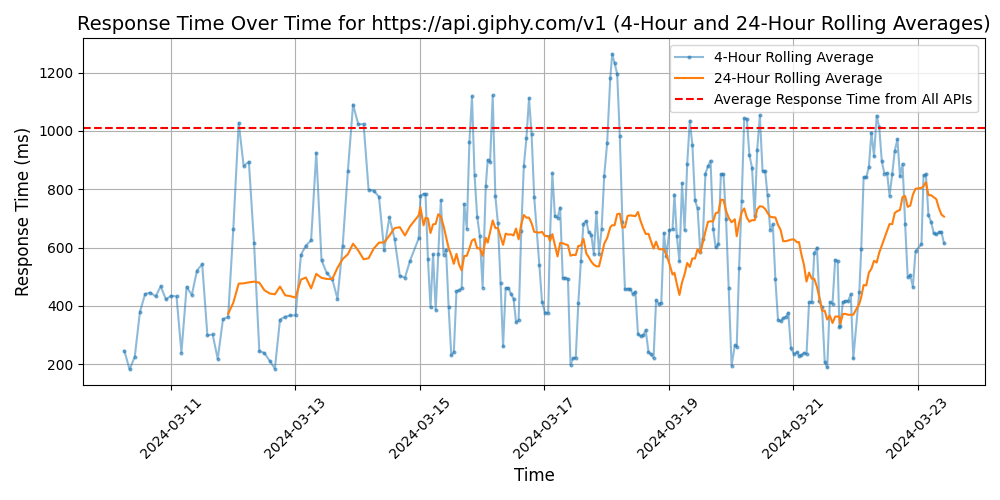 Response Time Over Time for https://api.giphy.com/v1 (4-Hour and 24-Hour Rolling Averages)
4-Hour Rolling Average
24-Hour Rolling Average
Average Response Time from All APIs
Response Time (ms)
1200
1000
800
600
400
200
2024-03-11
2024-03-13
2024-03-15
2024-03-17
2024-03-19
2024-03-21
2024-03-23
Time